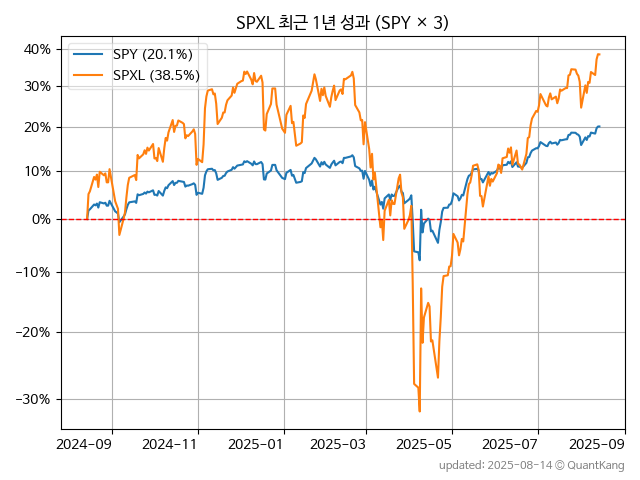 SPXL 최근 1년 성과 (SPY × 3)
SPY (20.1%)
SPXL (38.5%)
40%
30%
20%
10%
0%
−10%
−20%
−30%
2024-09 2024-11 2025-01 2025-03 2025-05 2025-07 2025-09
updated: 2025-08-14 © QuantKang